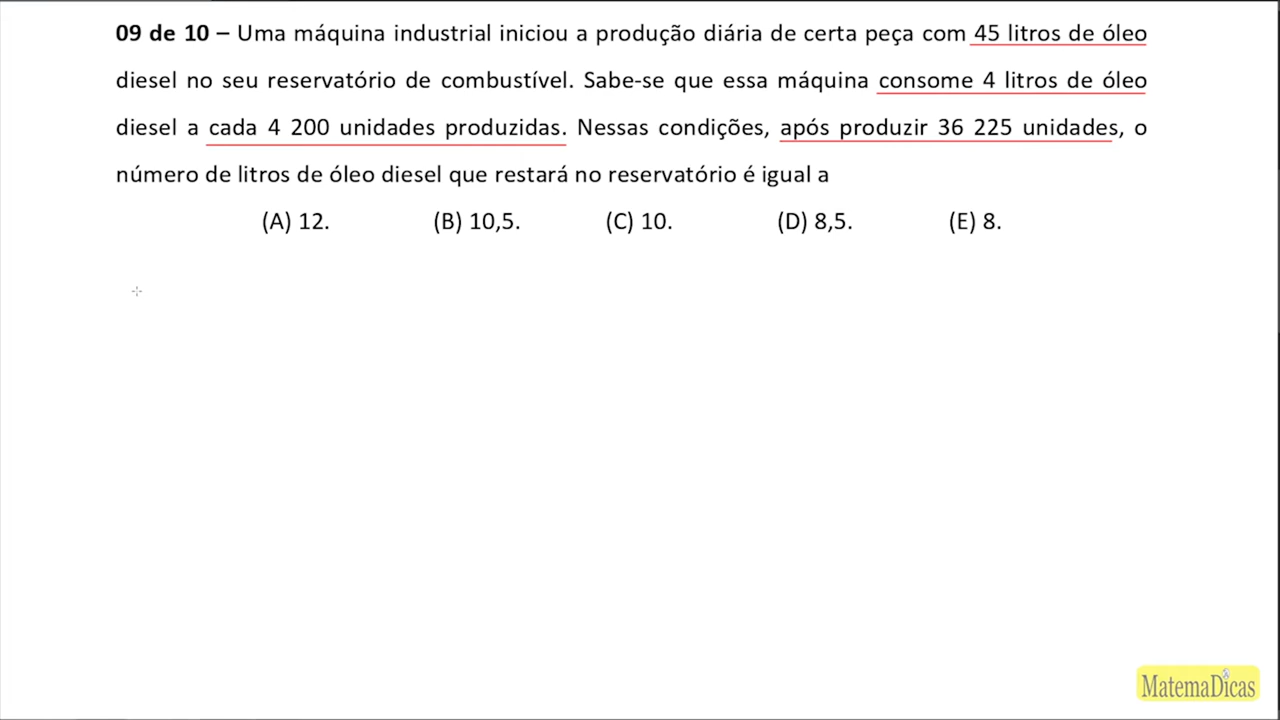 09 de 10 – Uma máquina industrial iniciou a produção diária de certa peça com 45 litros de óleo
diesel no seu reservatório de combustível. Sabe-se que essa máquina consome 4 litros de óleo
diesel a cada 4 200 unidades produzidas. Nessas condições, após produzir 36 225 unidades, o
número de litros de óleo diesel que restará no reservatório é igual a
(A) 12. (B) 10,5. (C) 10. (D) 8,5. (E) 8.
MatemaDicas